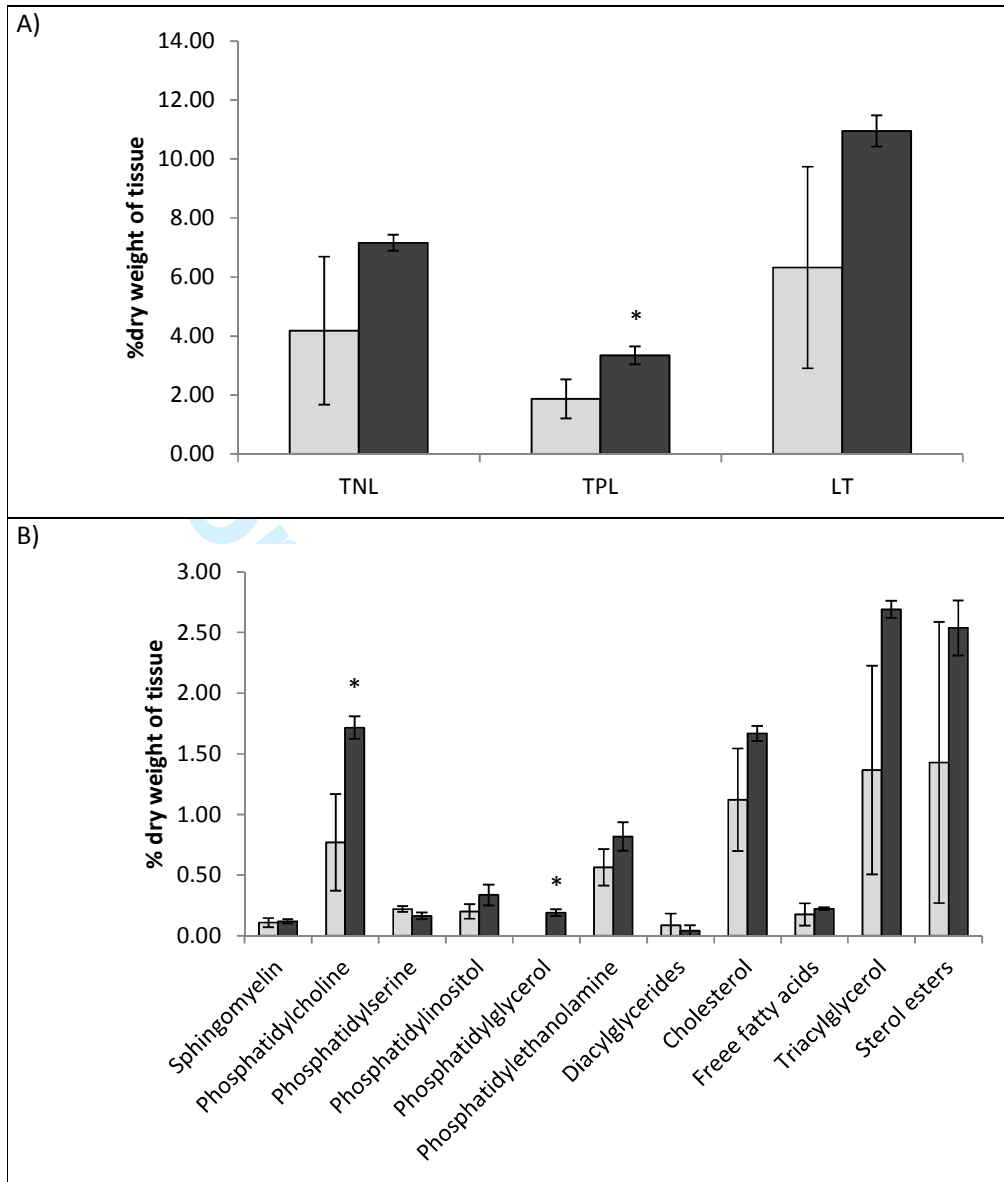 A)
14.00
12.00
10.00
8.00
6.00
4.00
2.00
0.00
%dry weight of tissue
*
TNL TPL LT
B)
3.00
2.50
2.00
1.50
1.00
0.50
0.00
% dry weight of tissue
*
*
Sphingomyelin
Phosphatidylcholine
Phosphatidylserine
Phosphatidylinositol
Phosphatidylglycerol
Phosphatidylethanolamine
Diacylglycerides
Cholesterol
Freee fatty acids
Triacylglycerol
Sterol esters